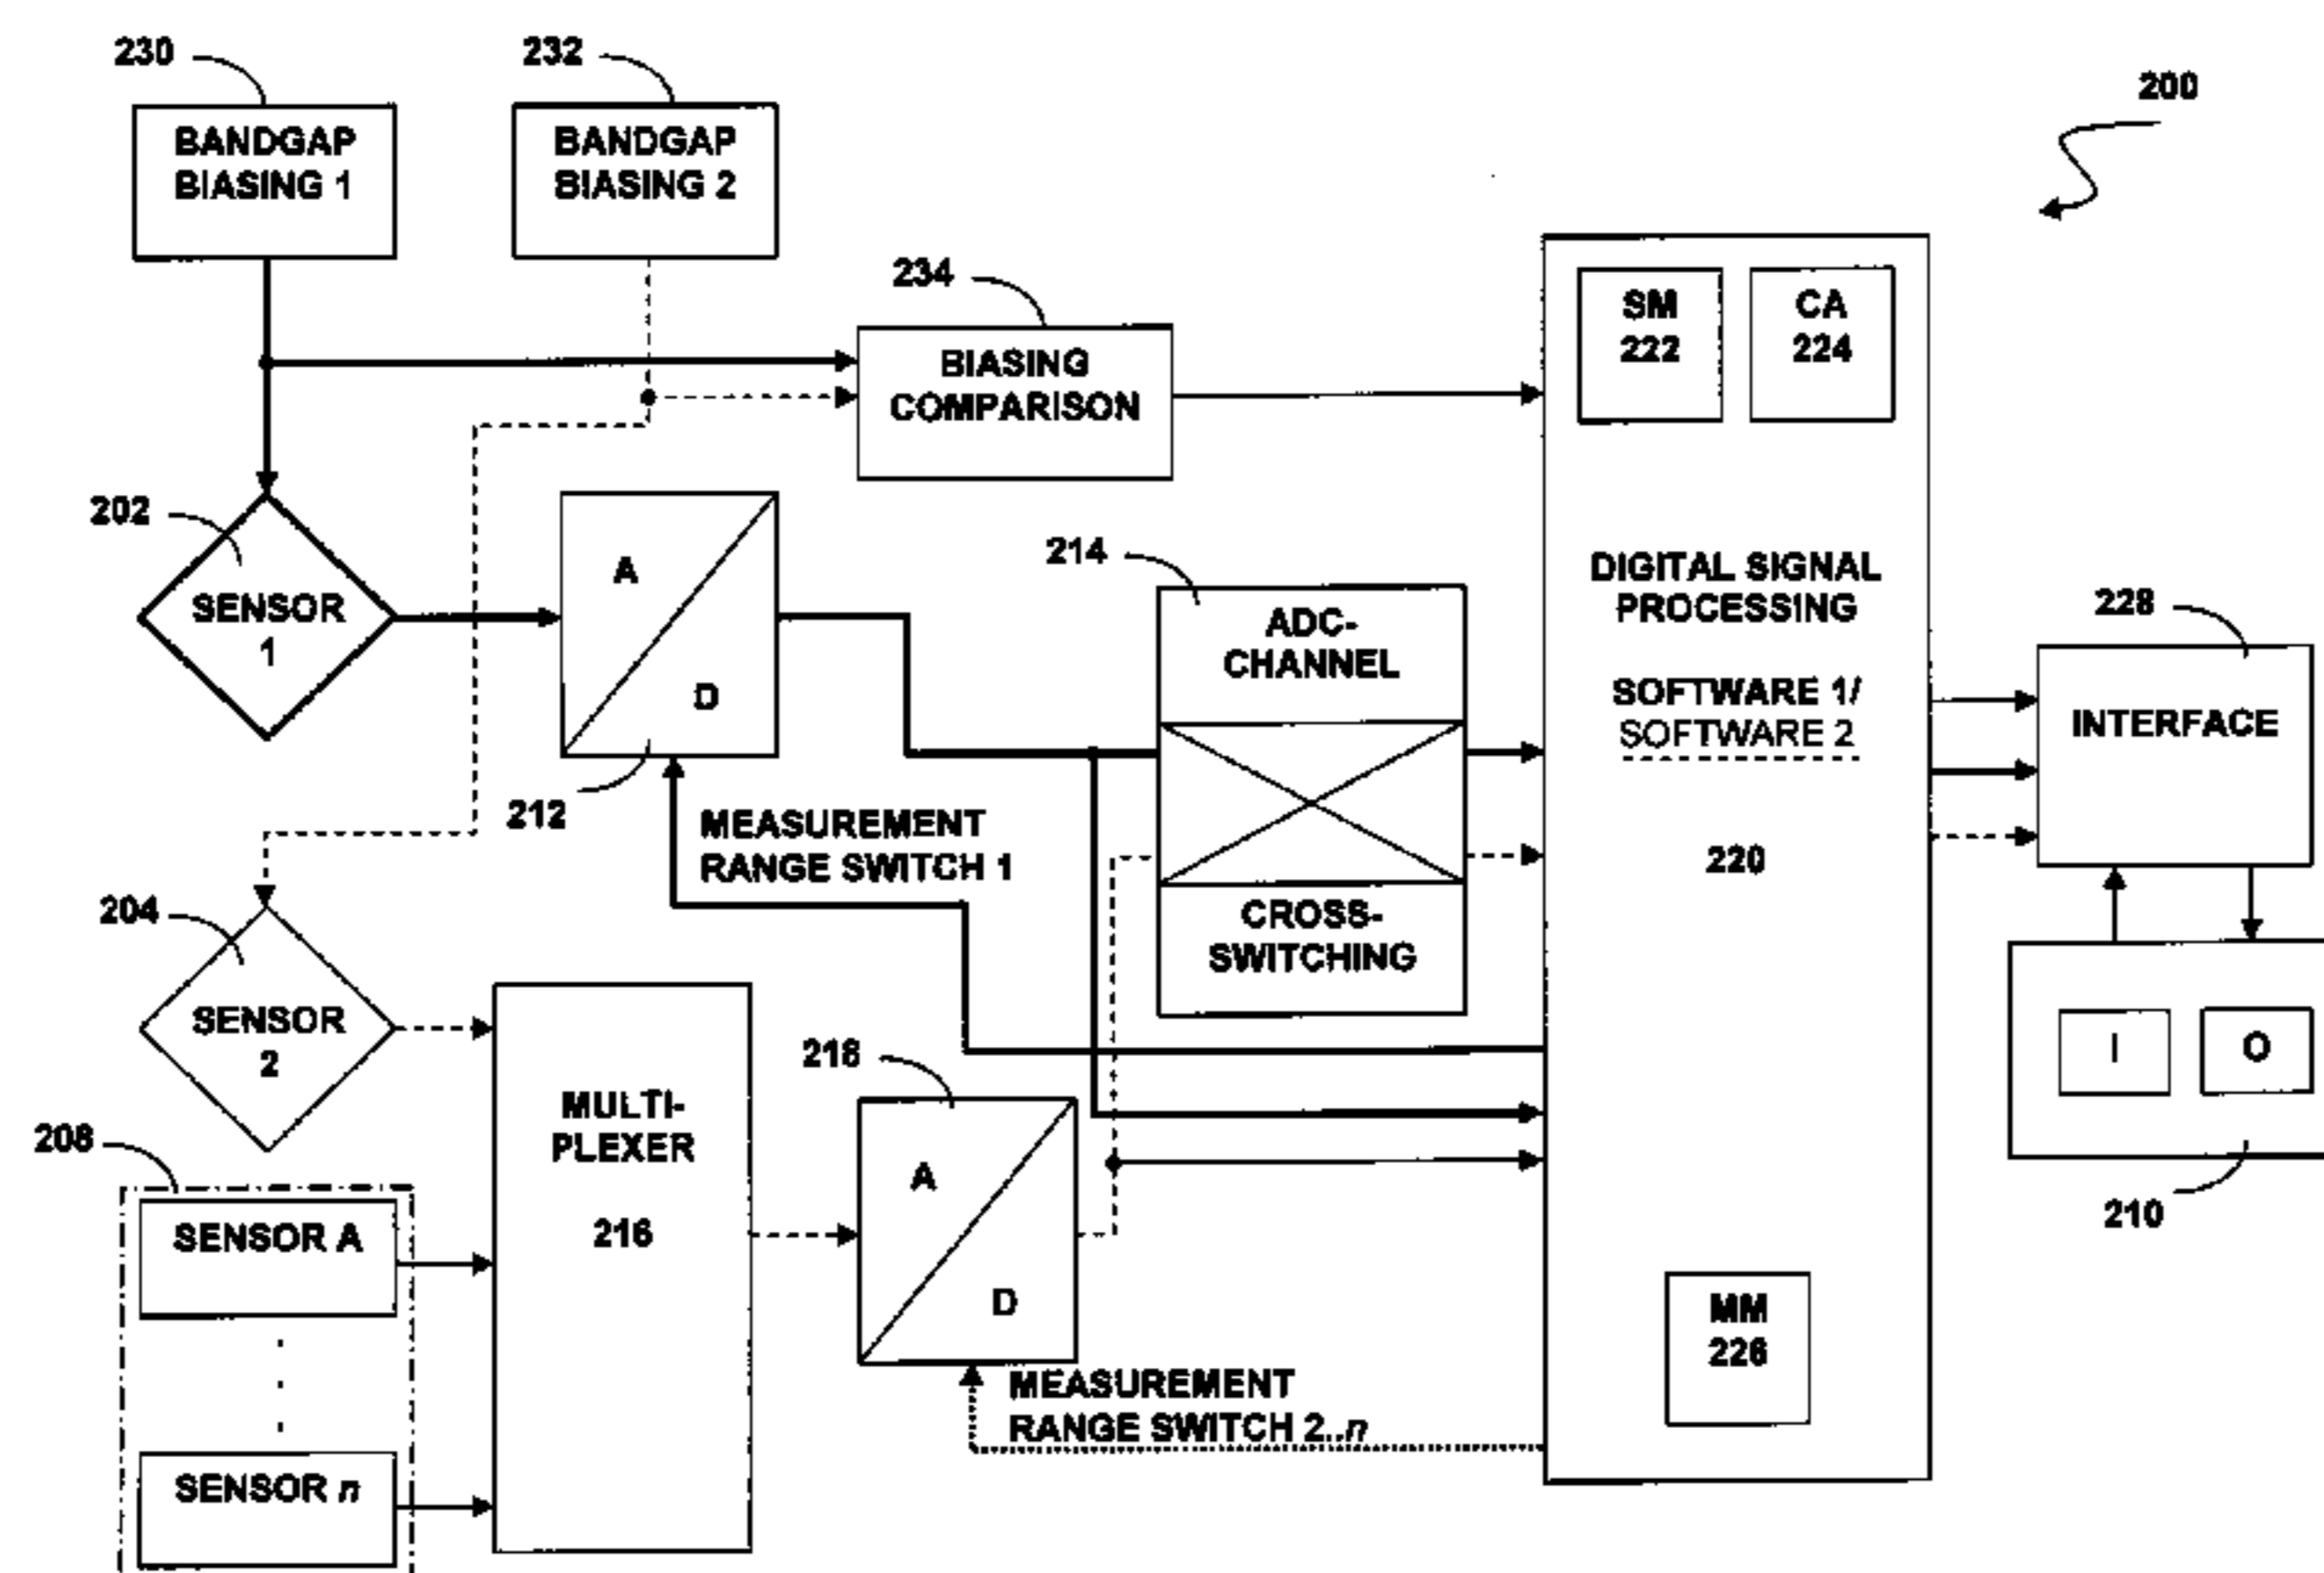 230
232
200
BANDGAP
BIASING 1
BANDGAP
BIASING 2
234
SM
222
CA
224
BIASING
COMPARISON
202
SENSOR
1
A
D
212
214
ADC-
CHANNEL
CROSS-
SWITCHING
DIGITAL SIGNAL
PROCESSING
SOFTWARE 1/
SOFTWARE 2
220
228
INTERFACE
MEASUREMENT
RANGE SWITCH 1
204
SENSOR
2
MULTI-
PLEXER
216
218
A
D
I
O
210
208
SENSOR A
SENSOR n
MEASUREMENT
RANGE SWITCH 2..n
MM
226